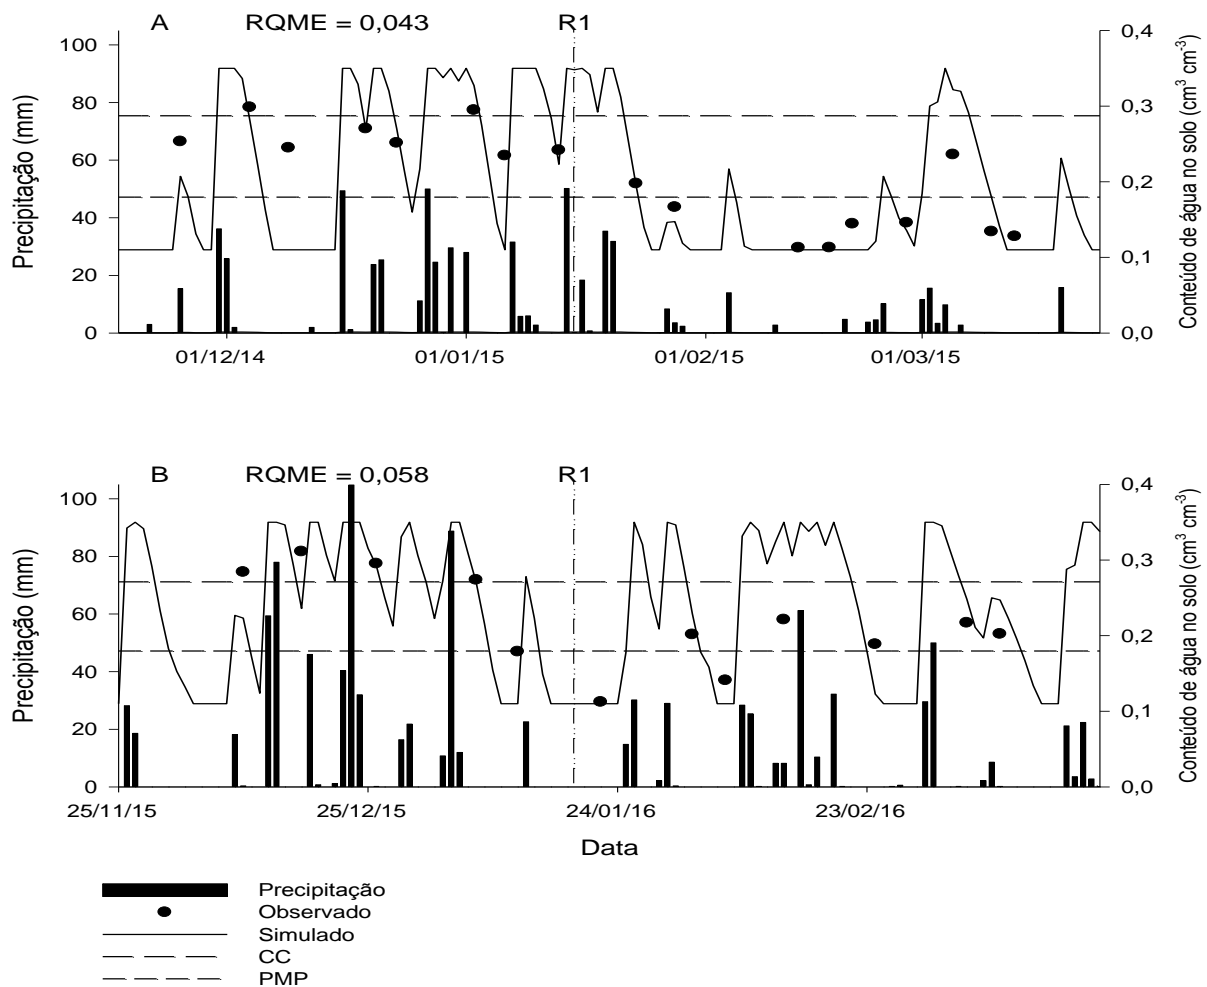 A RQME = 0,043 R1
100
80
60
40
20
0
Precipitação (mm)
0,4
0,3
0,2
0,1
0,0
Conteúdo de água no solo (cm³ cm⁻³)
01/12/14 01/01/15 01/02/15 01/03/15
B RQME = 0,058 R1
100
80
60
40
20
0
Precipitação (mm)
0,4
0,3
0,2
0,1
0,0
Conteúdo de água no solo (cm³ cm⁻³)
25/11/15 25/12/15 24/01/16 23/02/16
Data
Precipitação
Observado
Simulado
CC
PMP